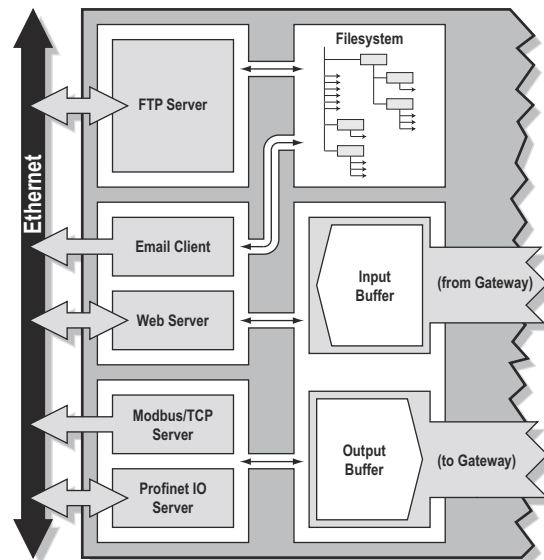 Ethernet
FTP Server
Filesystem
Email Client
Web Server
Input
Buffer
(from Gateway)
Modbus/TCP
Server
Profinet IO
Server
Output
Buffer
(to Gateway)